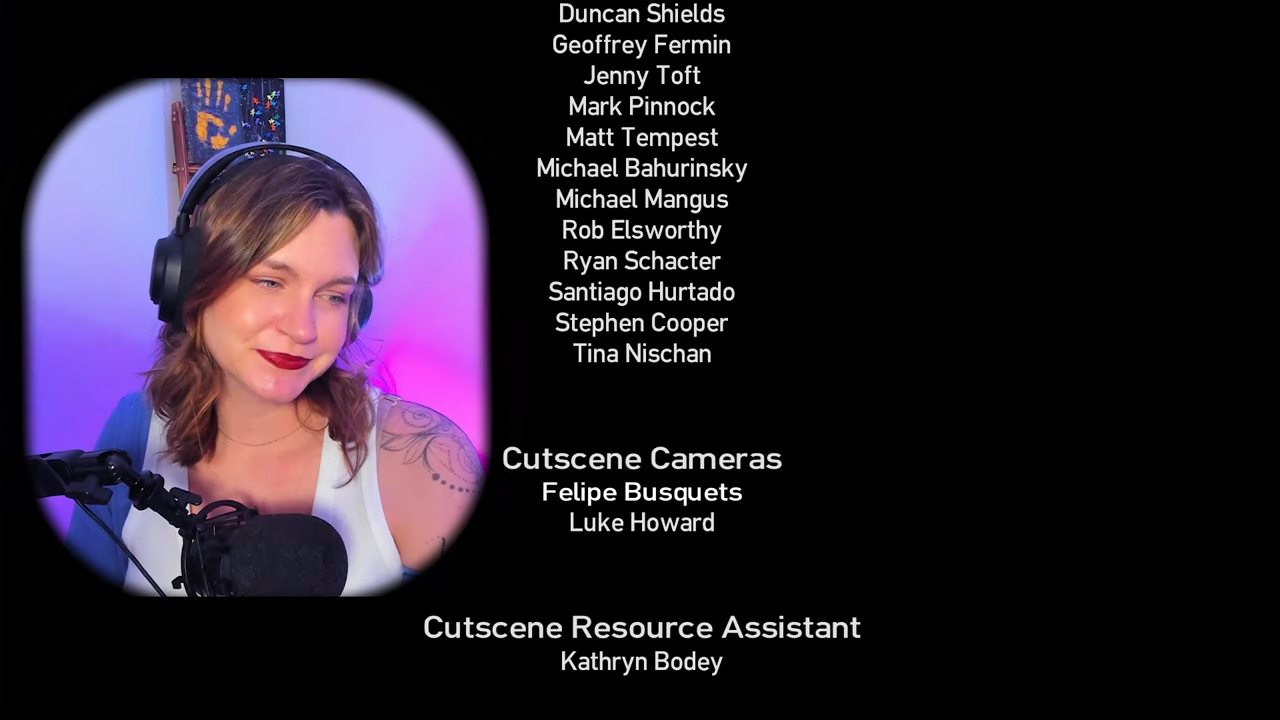 Duncan Shields
Geoffrey Fermin
Jenny Toft
Mark Pinnock
Matt Tempest
Michael Bahurinsky
Michael Mangus
Rob Elsworthy
Ryan Schacter
Santiago Hurtado
Stephen Cooper
Tina Nischan
Cutscene Cameras
Felipe Busquets
Luke Howard
Cutscene Resource Assistant
Kathryn Bodey